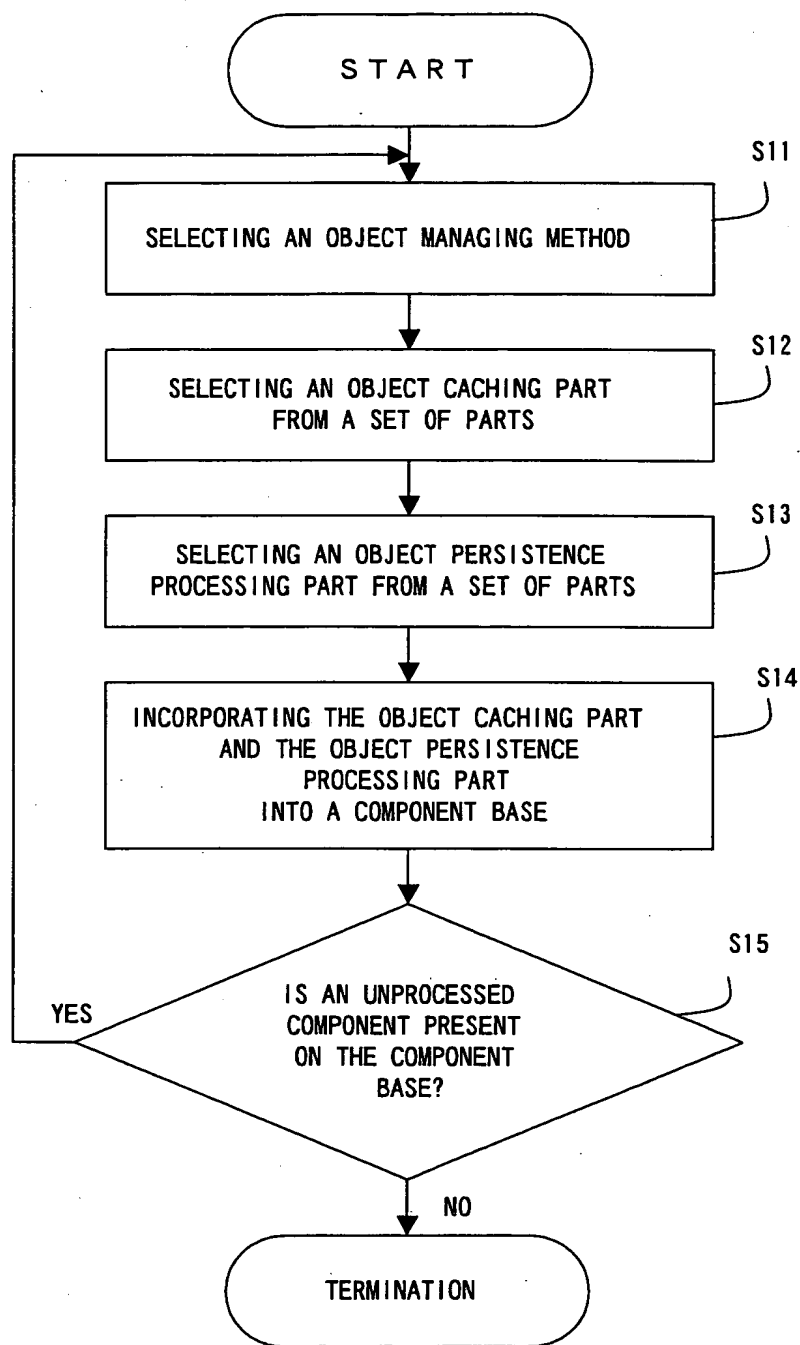 START
S11
SELECTING AN OBJECT MANAGING METHOD
S12
SELECTING AN OBJECT CACHING PART
FROM A SET OF PARTS
S13
SELECTING AN OBJECT PERSISTENCE
PROCESSING PART FROM A SET OF PARTS
S14
INCORPORATING THE OBJECT CACHING PART
AND THE OBJECT PERSISTENCE
PROCESSING PART
INTO A COMPONENT BASE
S15
IS AN UNPROCESSED
COMPONENT PRESENT
ON THE COMPONENT
BASE?
YES
NO
TERMINATION